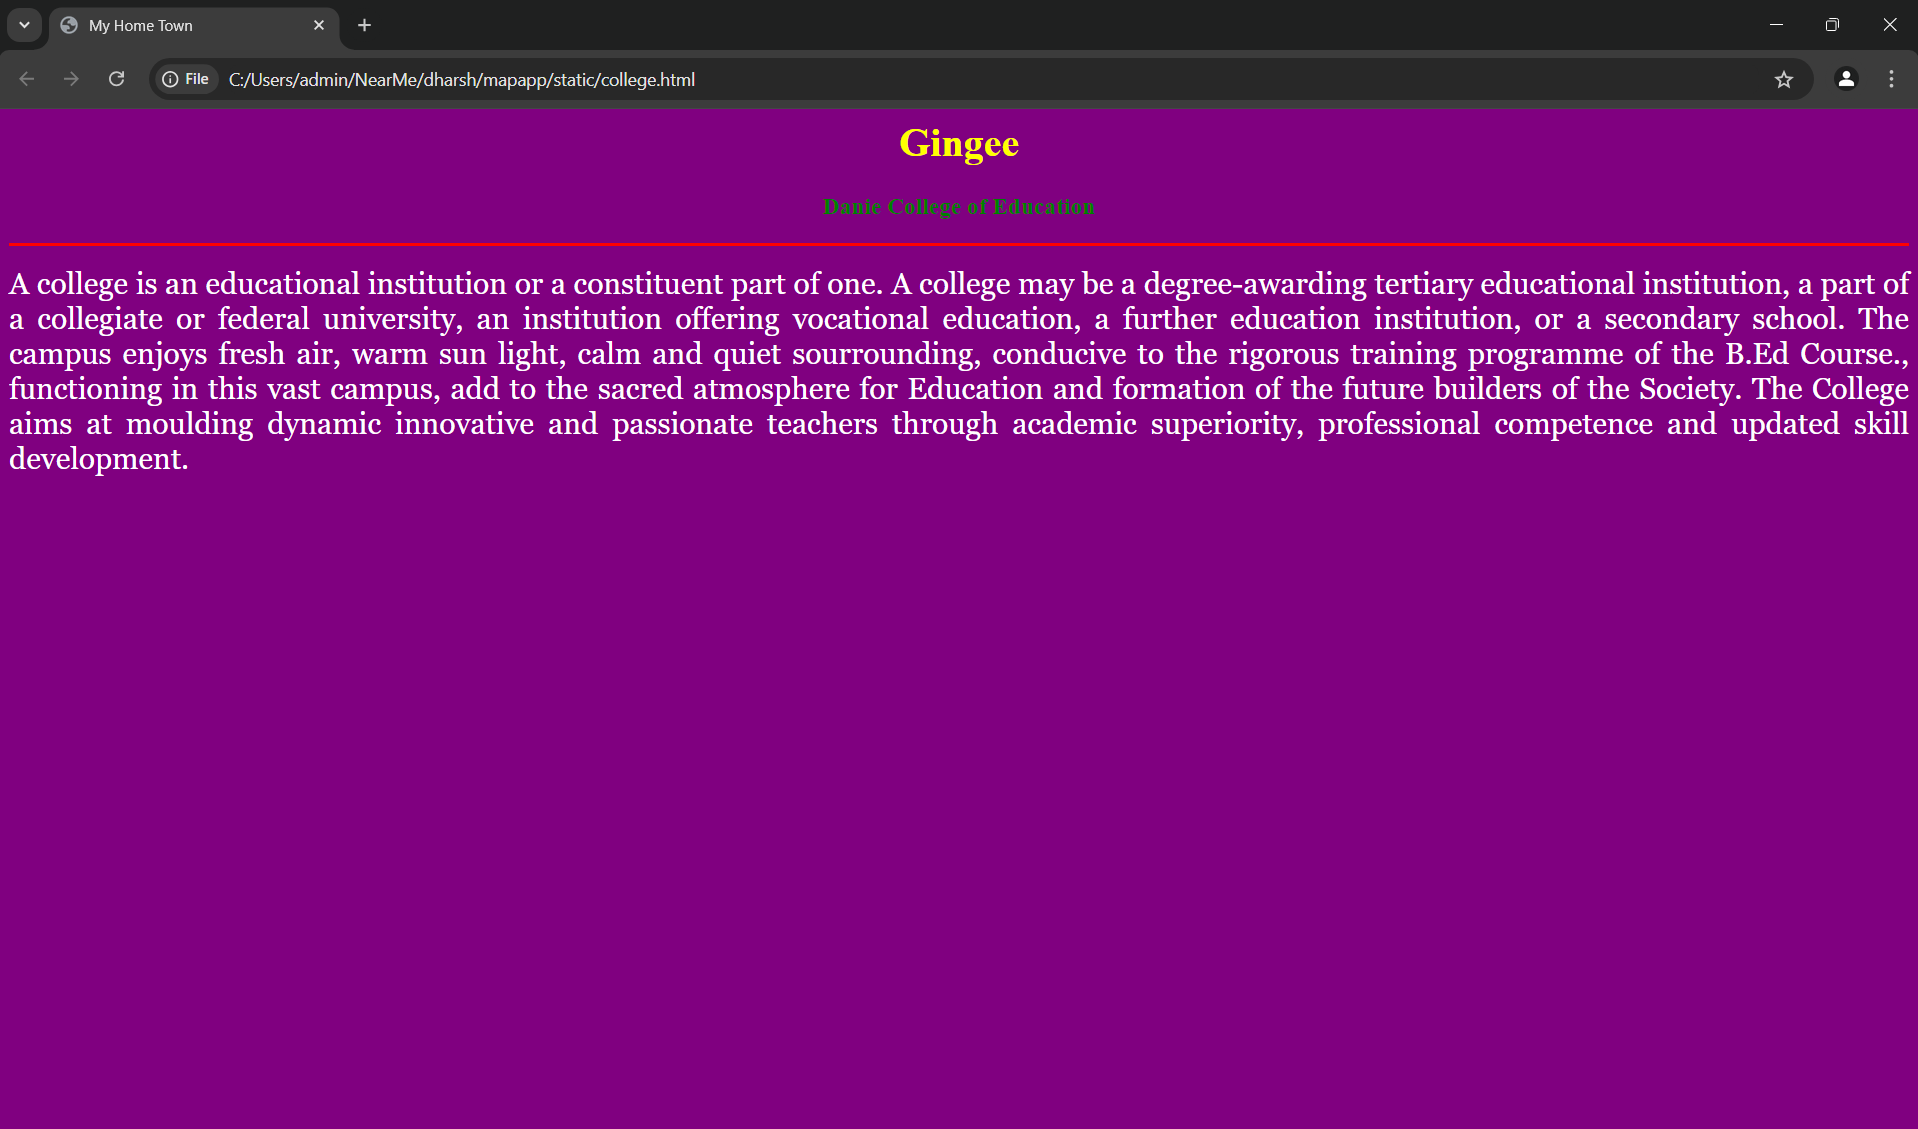 My Home Town
File C:/Users/admin/NearMe/dharsh/mapapp/static/college.html
Gingee
Danie College of Education
A college is an educational institution or a constituent part of one. A college may be a degree-awarding tertiary educational institution, a part of
a collegiate or federal university, an institution offering vocational education, a further education institution, or a secondary school. The
campus enjoys fresh air, warm sun light, calm and quiet sourrounding, conducive to the rigorous training programme of the B.Ed Course.,
functioning in this vast campus, add to the sacred atmosphere for Education and formation of the future builders of the Society. The College
aims at moulding dynamic innovative and passionate teachers through academic superiority, professional competence and updated skill
development.